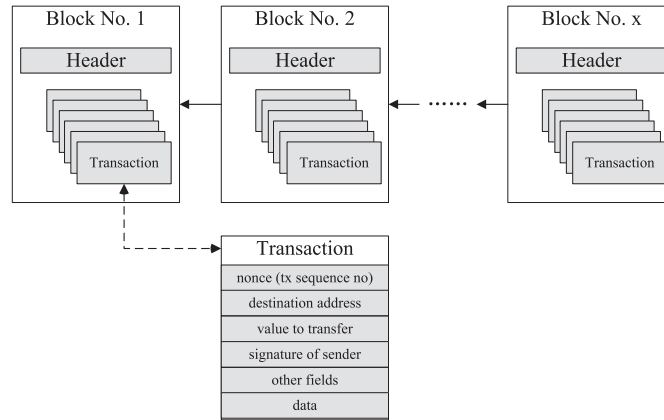 Block No. 1
Block No. 2
Block No. x
Header
Header
Header
......
Transaction
Transaction
Transaction
Transaction
nonce (tx sequence no)
destination address
value to transfer
signature of sender
other fields
data